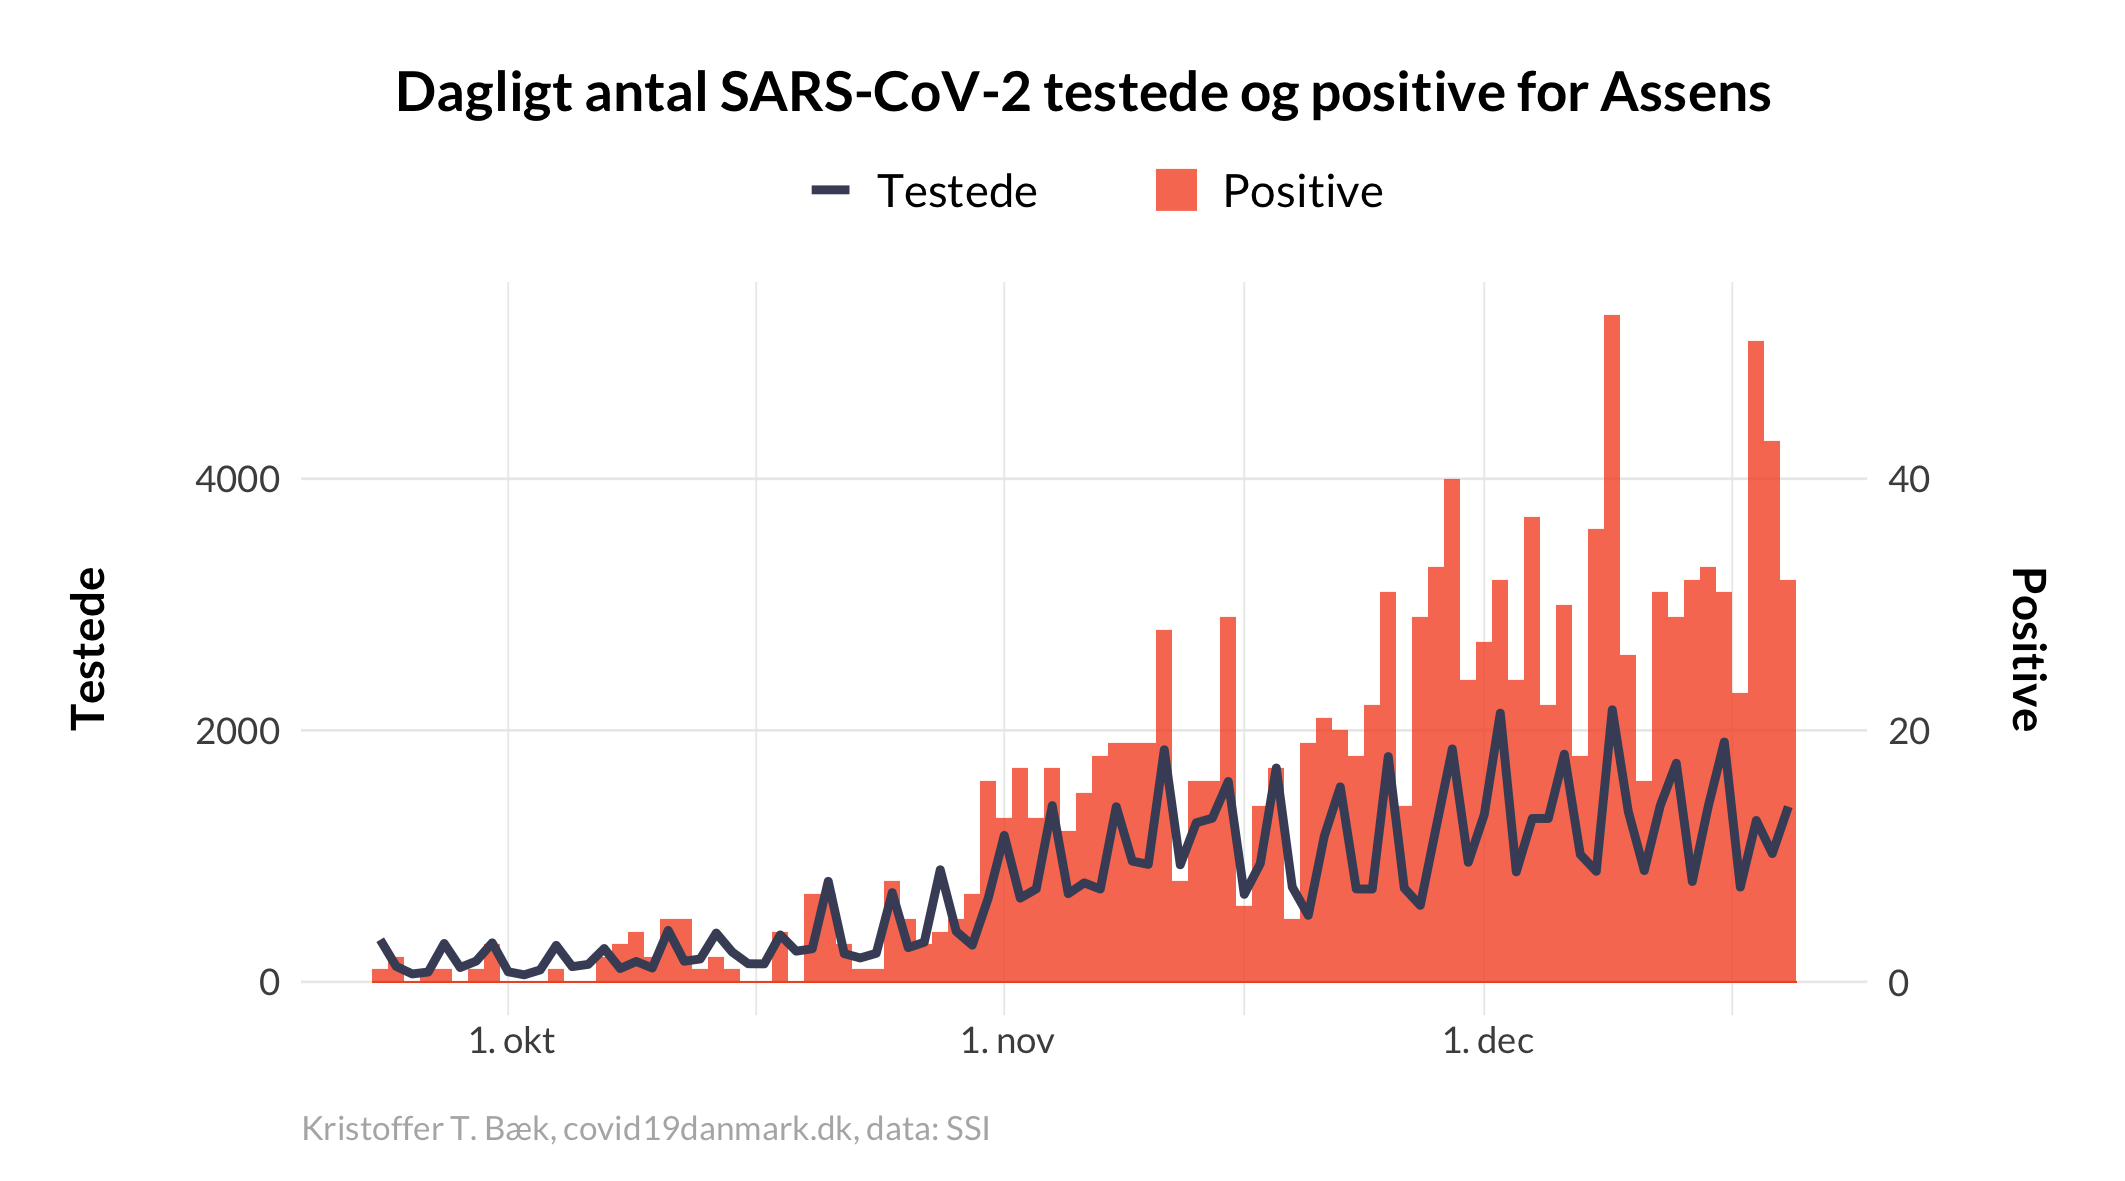 Dagligt antal SARS-CoV-2 testede og positive for Assens
Testede
Positive
4000
2000
0
Testede
40
20
0
Positive
1. okt
1. nov
1. dec
Kristoffer T. Bæk, covid19danmark.dk, data: SSI